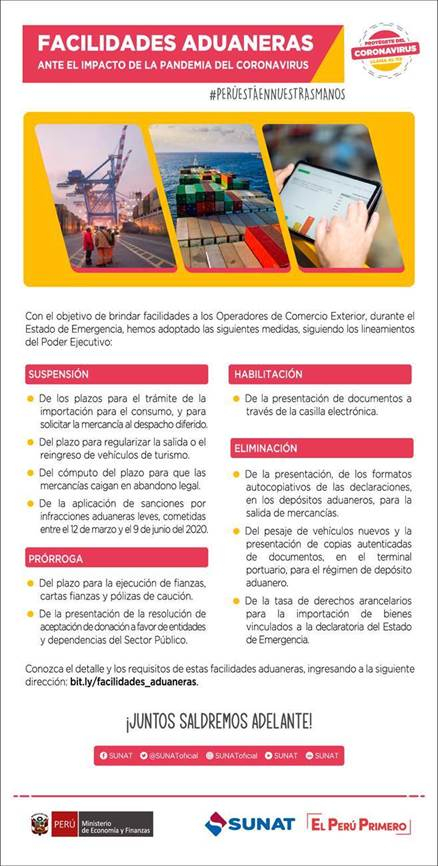 FACILIDADES ADUANERAS
ANTE EL IMPACTO DE LA PANDEMIA DEL CORONAVIRUS
PROTÉGETE DEL
CORONAVIRUS
LLAMA AL 113
#PERÚESTÁENNUESTRASMANOS
Con el objetivo de brindar facilidades a los Operadores de Comercio Exterior, durante el
Estado de Emergencia, hemos adoptado las siguientes medidas, siguiendo los lineamientos
del Poder Ejecutivo:
SUSPENSIÓN
De los plazos para el trámite de la
importación para el consumo, y para
solicitar la mercancía al despacho diferido.
Del plazo para regularizar la salida o el
reingreso de vehículos de turismo.
Del cómputo del plazo para que las
mercancías caigan en abandono legal.
De la aplicación de sanciones por
infracciones aduaneras leves, cometidas
entre el 12 de marzo y el 9 de junio del 2020.
PRÓRROGA
Del plazo para la ejecución de fianzas,
cartas fianza y pólizas de caución.
De la presentación de la resolución de
aceptación de donación a favor de entidades
y dependencias del Sector Público.
HABILITACIÓN
De la presentación de documentos a
través de la casilla electrónica.
ELIMINACIÓN
De la presentación, de los formatos
autocopiativos de las declaraciones,
en los depósitos aduaneros, para la
salida de mercancías.
Del pesaje de vehículos nuevos y la
presentación de copias autenticadas
de documentos, en el terminal
portuario, para el régimen de depósito
aduanero.
De la tasa de derechos arancelarios
para la importación de bienes
vinculados a la declaratoria del Estado
de Emergencia.
Conozca el detalle y los requisitos de estas facilidades aduaneras, ingresando a la siguiente
dirección: bit.ly/facilidades_aduaneras.
¡JUNTOS SALDREMOS ADELANTE!
SUNAT @SUNAToficial SUNAToficial SUNAT SUNAT
PERÚ Ministerio
de Economía y Finanzas
SUNAT
EL PERÚ PRIMERO